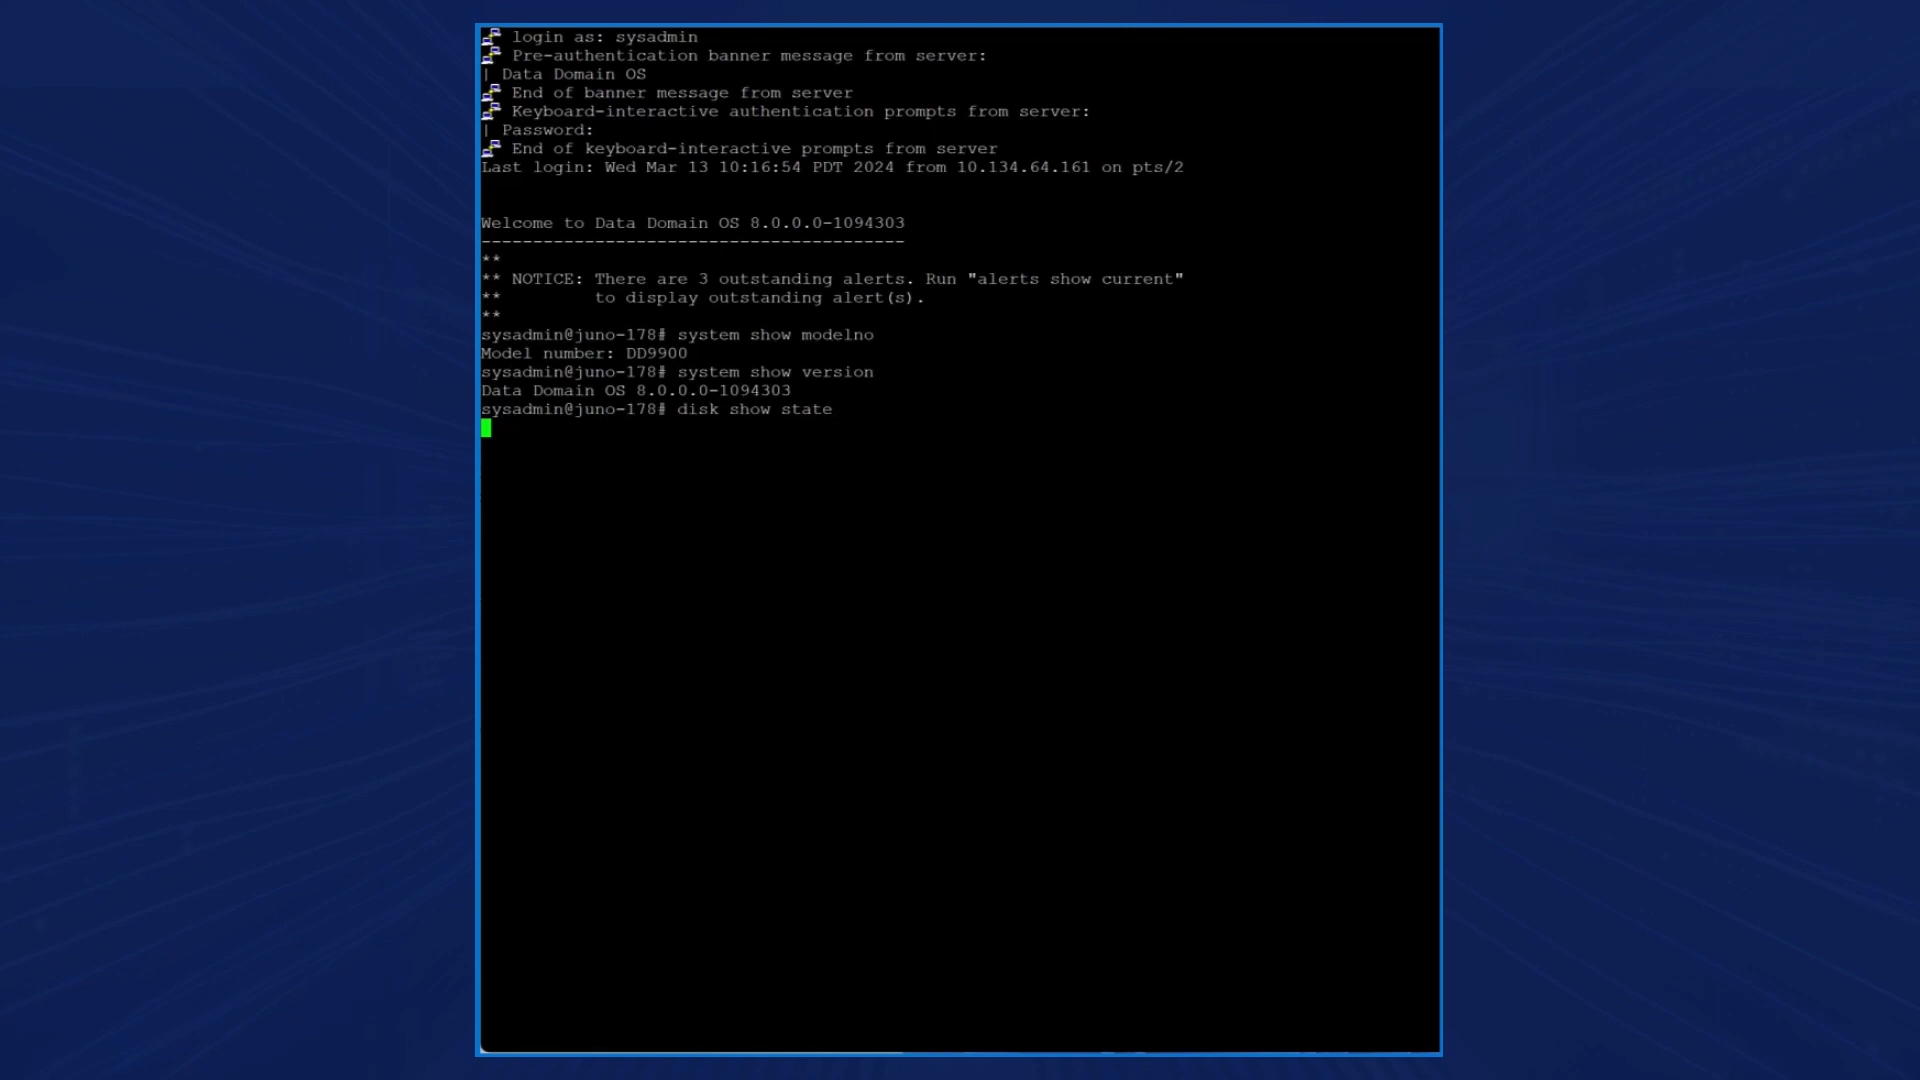 login as: sysadmin
Pre-authentication banner message from server:
| Data Domain OS
End of banner message from server
Keyboard-interactive authentication prompts from server:
| Password:
End of keyboard-interactive prompts from server
Last login: Wed Mar 13 10:16:54 PDT 2024 from 10.134.64.161 on pts/2
Welcome to Data Domain OS 8.0.0.0-1094303
-----------------------------------------
**
** NOTICE: There are 3 outstanding alerts. Run "alerts show current"
**         to display outstanding alert(s).
**
sysadmin@juno-178# system show modelno
Model number: DD9900
sysadmin@juno-178# system show version
Data Domain OS 8.0.0.0-1094303
sysadmin@juno-178# disk show state